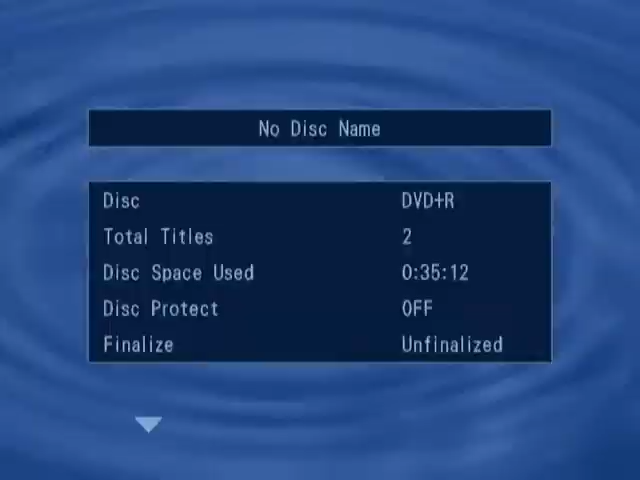 No Disc Name
Disc DVD+R
Total Titles 2
Disc Space Used 0:35:12
Disc Protect OFF
Finalize Unfinalized